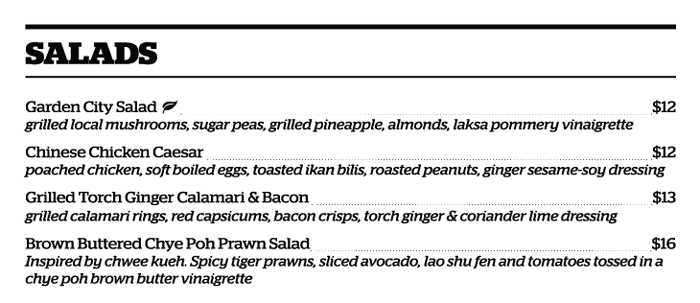 SALADS
Garden City Salad $12
grilled local mushrooms, sugar peas, grilled pineapple, almonds, laksa pommery vinaigrette
Chinese Chicken Caesar $12
poached chicken, soft boiled eggs, toasted ikan bilis, roasted peanuts, ginger sesame-soy dressing
Grilled Torch Ginger Calamari & Bacon $13
grilled calamari rings, red capsicums, bacon crisps, torch ginger & coriander lime dressing
Brown Buttered Chye Poh Prawn Salad $16
Inspired by chwee kueh. Spicy tiger prawns, sliced avocado, lao shu fen and tomatoes tossed in a
chye poh brown butter vinaigrette